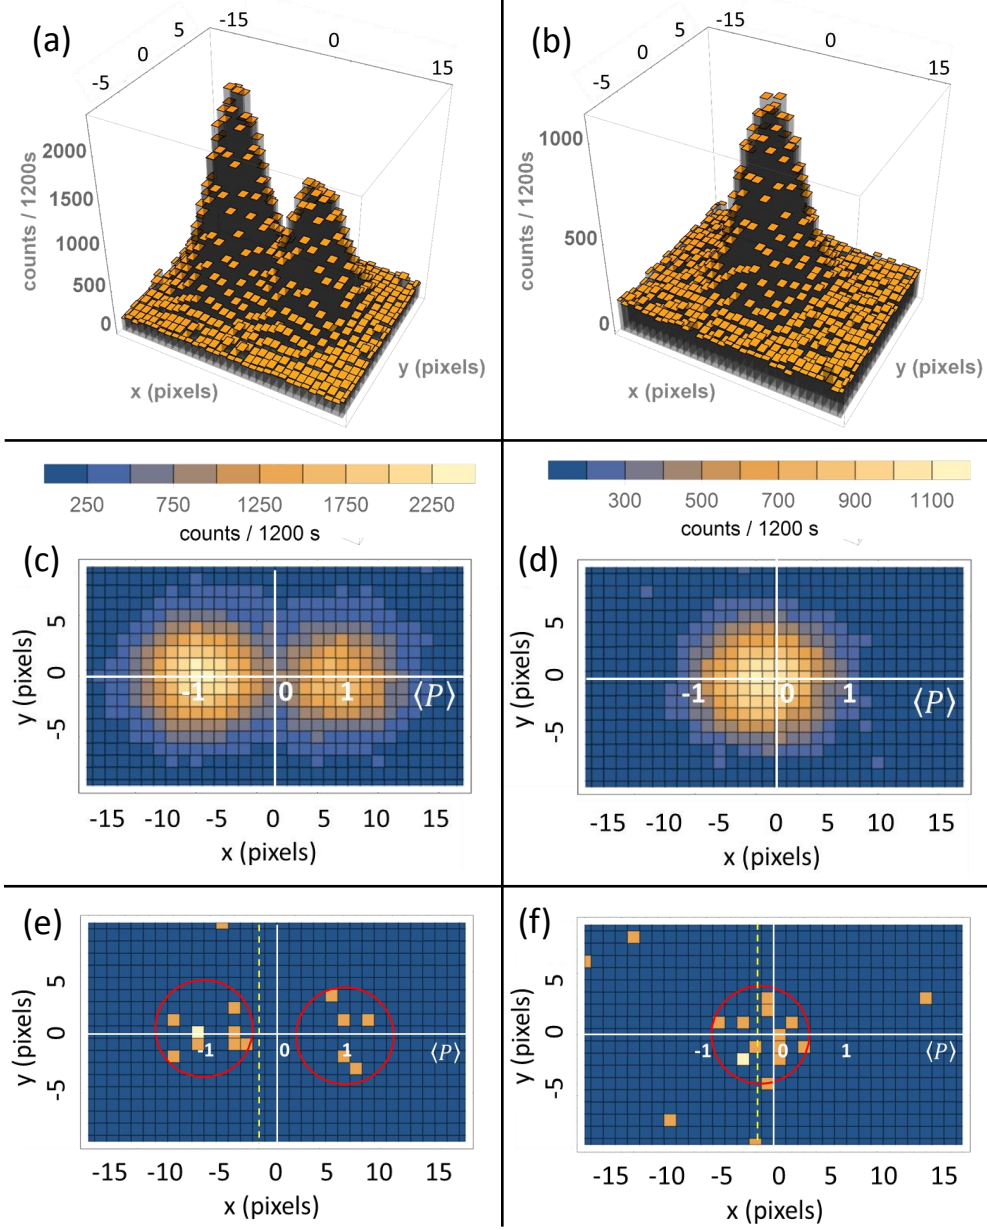 (a)
-15
0
15
5
0
-5
2000
1500
1000
500
0
counts / 1200s
x (pixels)
y (pixels)
(b)
-15
0
15
5
0
-5
1000
500
0
counts / 1200s
x (pixels)
y (pixels)
250 750 1250 1750 2250
counts / 1200 s
(c)
5
0
-5
y (pixels)
-1 0 1 ⟨P⟩
-15 -10 -5 0 5 10 15
x (pixels)
300 500 700 900 1100
counts / 1200 s
(d)
5
0
-5
y (pixels)
-1 0 1 ⟨P⟩
-15 -10 -5 0 5 10 15
x (pixels)
(e)
5
0
-5
y (pixels)
-1 0 1 ⟨P⟩
-15 -10 -5 0 5 10 15
x (pixels)
(f)
5
0
-5
y (pixels)
-1 0 1 ⟨P⟩
-15 -10 -5 0 5 10 15
x (pixels)